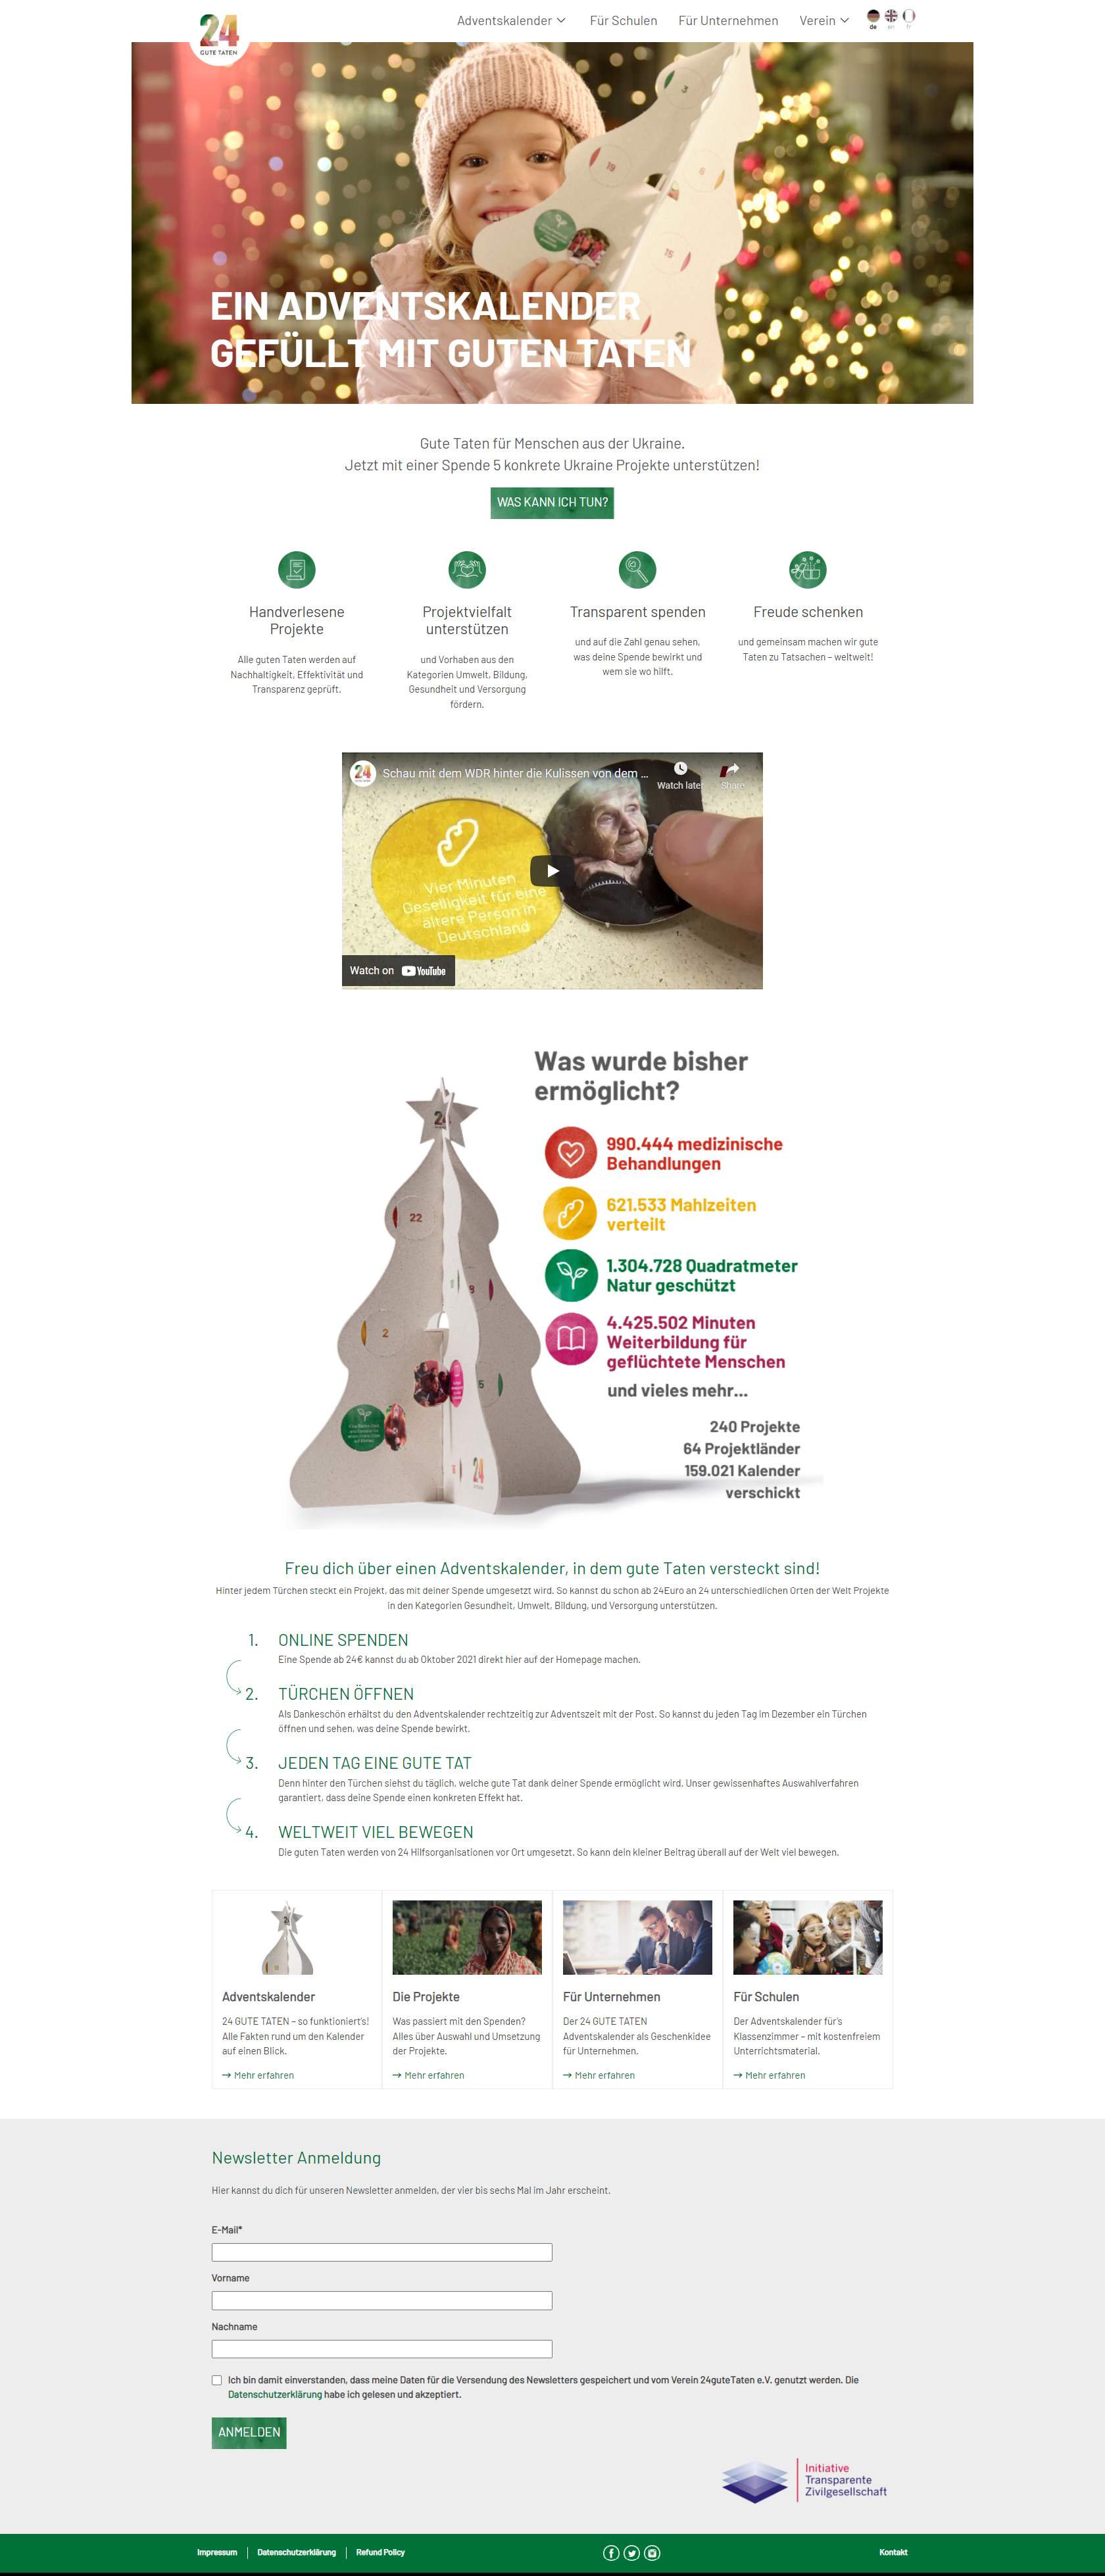 24
GUTE TATEN
Adventskalender
Für Schulen
Für Unternehmen
Verein
de
en
fr
3
19
15
EIN ADVENTSKALENDER
GEFÜLLT MIT GUTEN TATEN
Gute Taten für Menschen aus der Ukraine.
Jetzt mit einer Spende 5 konkrete Ukraine Projekte unterstützen!
WAS KANN ICH TUN?
Handverlesene
Projekte
Alle guten Taten werden auf
Nachhaltigkeit, Effektivität und
Transparenz geprüft.
Projektvielfalt
unterstützen
und Vorhaben aus den
Kategorien Umwelt, Bildung,
Gesundheit und Versorgung
fördern.
Transparent spenden
und auf die Zahl genau sehen,
was deine Spende bewirkt und
wem sie wo hilft.
Freude schenken
und gemeinsam machen wir gute
Taten zu Tatsachen – weltweit!
24
Schau mit dem WDR hinter die Kulissen von dem ...
Watch later
Share
Vier Minuten
Geselligkeit für eine
ältere Person in
Deutschland
Watch on YouTube
Was wurde bisher
ermöglicht?
990.444 medizinische
Behandlungen
621.533 Mahlzeiten
verteilt
1.304.728 Quadratmeter
Natur geschützt
4.425.502 Minuten
Weiterbildung für
geflüchtete Menschen
und vieles mehr...
240 Projekte
64 Projektländer
159.021 Kalender
verschickt
24
22
2
5
24
Freu dich über einen Adventskalender, in dem gute Taten versteckt sind!
Hinter jedem Türchen steckt ein Projekt, das mit deiner Spende umgesetzt wird. So kannst du schon ab 24Euro an 24 unterschiedlichen Orten der Welt Projekte
in den Kategorien Gesundheit, Umwelt, Bildung, und Versorgung unterstützen.
1. ONLINE SPENDEN
Eine Spende ab 24€ kannst du ab Oktober 2021 direkt hier auf der Homepage machen.
2. TÜRCHEN ÖFFNEN
Als Dankeschön erhältst du den Adventskalender rechtzeitig zur Adventszeit mit der Post. So kannst du jeden Tag im Dezember ein Türchen
öffnen und sehen, was deine Spende bewirkt.
3. JEDEN TAG EINE GUTE TAT
Denn hinter den Türchen siehst du täglich, welche gute Tat dank deiner Spende ermöglicht wird. Unser gewissenhaftes Auswahlverfahren
garantiert, dass deine Spende einen konkreten Effekt hat.
4. WELTWEIT VIEL BEWEGEN
Die guten Taten werden von 24 Hilfsorganisationen vor Ort umgesetzt. So kann dein kleiner Beitrag überall auf der Welt viel bewegen.
Adventskalender
24 GUTE TATEN – so funktioniert's!
Alle Fakten rund um den Kalender
auf einen Blick.
→ Mehr erfahren
Die Projekte
Was passiert mit den Spenden?
Alles über Auswahl und Umsetzung
der Projekte.
→ Mehr erfahren
Für Unternehmen
Der 24 GUTE TATEN
Adventskalender als Geschenkidee
für Unternehmen.
→ Mehr erfahren
Für Schulen
Der Adventskalender für's
Klassenzimmer – mit kostenfreiem
Unterrichtsmaterial.
→ Mehr erfahren
Newsletter Anmeldung
Hier kannst du dich für unseren Newsletter anmelden, der vier bis sechs Mal im Jahr erscheint.
E-Mail*
Vorname
Nachname
Ich bin damit einverstanden, dass meine Daten für die Versendung des Newsletters gespeichert und vom Verein 24guteTaten e.V. genutzt werden. Die
Datenschutzerklärung habe ich gelesen und akzeptiert.
ANMELDEN
Initiative
Transparente
Zivilgesellschaft
Impressum
Datenschutzerklärung
Refund Policy
Kontakt